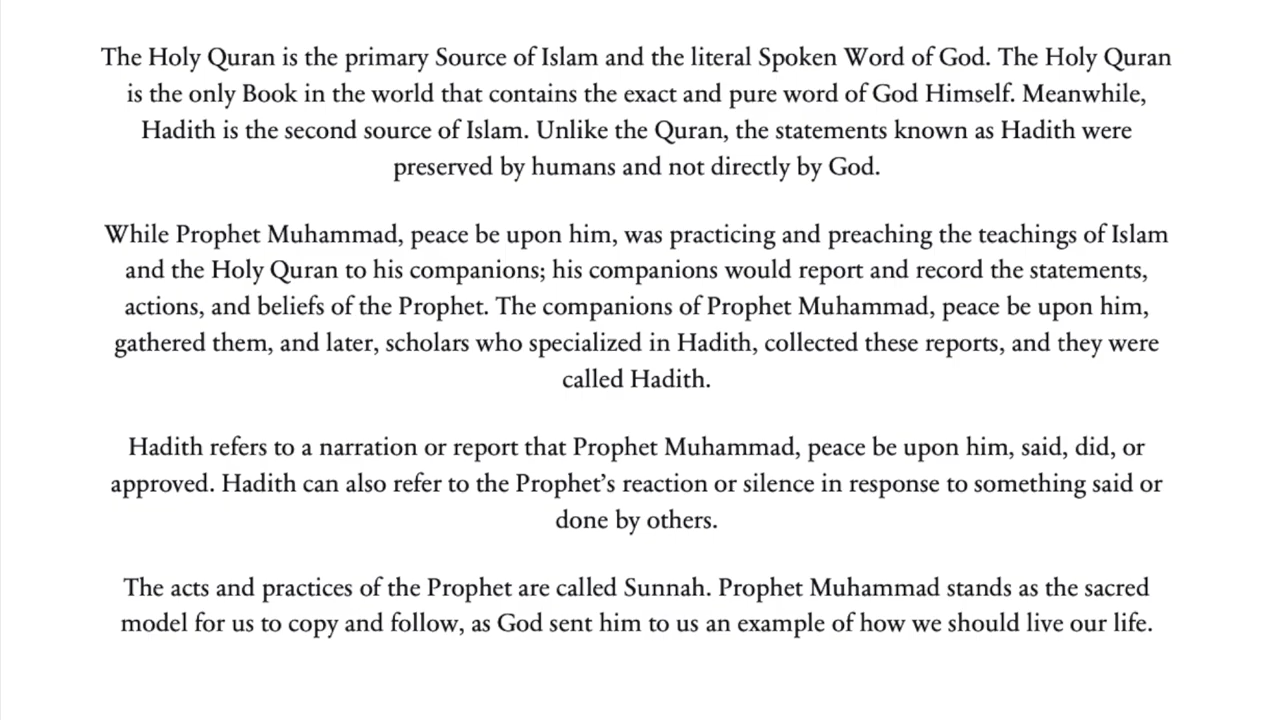 The Holy Quran is the primary Source of Islam and the literal Spoken Word of God. The Holy Quran
is the only Book in the world that contains the exact and pure word of God Himself. Meanwhile,
Hadith is the second source of Islam. Unlike the Quran, the statements known as Hadith were
preserved by humans and not directly by God.
While Prophet Muhammad, peace be upon him, was practicing and preaching the teachings of Islam
and the Holy Quran to his companions; his companions would report and record the statements,
actions, and beliefs of the Prophet. The companions of Prophet Muhammad, peace be upon him,
gathered them, and later, scholars who specialized in Hadith, collected these reports, and they were
called Hadith.
Hadith refers to a narration or report that Prophet Muhammad, peace be upon him, said, did, or
approved. Hadith can also refer to the Prophet’s reaction or silence in response to something said or
done by others.
The acts and practices of the Prophet are called Sunnah. Prophet Muhammad stands as the sacred
model for us to copy and follow, as God sent him to us an example of how we should live our life.